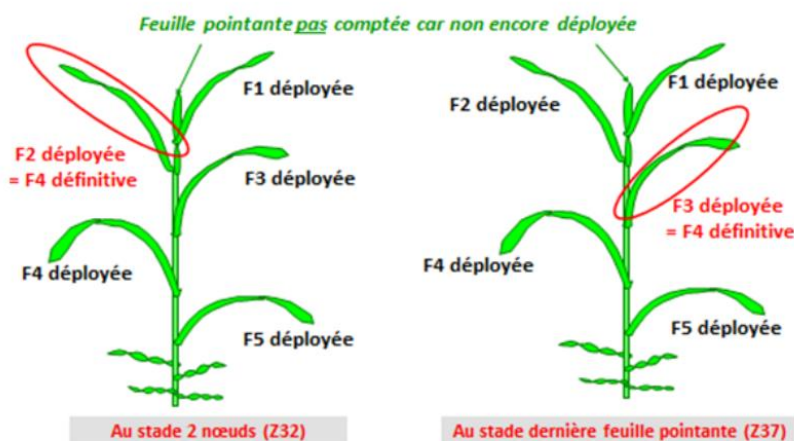 Feuille pointante pas comptée car non encore déployée
F1 déployée
F2 déployée
= F4 définitive
F3 déployée
F4 déployée
F5 déployée
Au stade 2 nœuds (Z32)
F1 déployée
F2 déployée
F3 déployée
= F4 définitive
F4 déployée
F5 déployée
Au stade dernière feuille pointante (Z37)